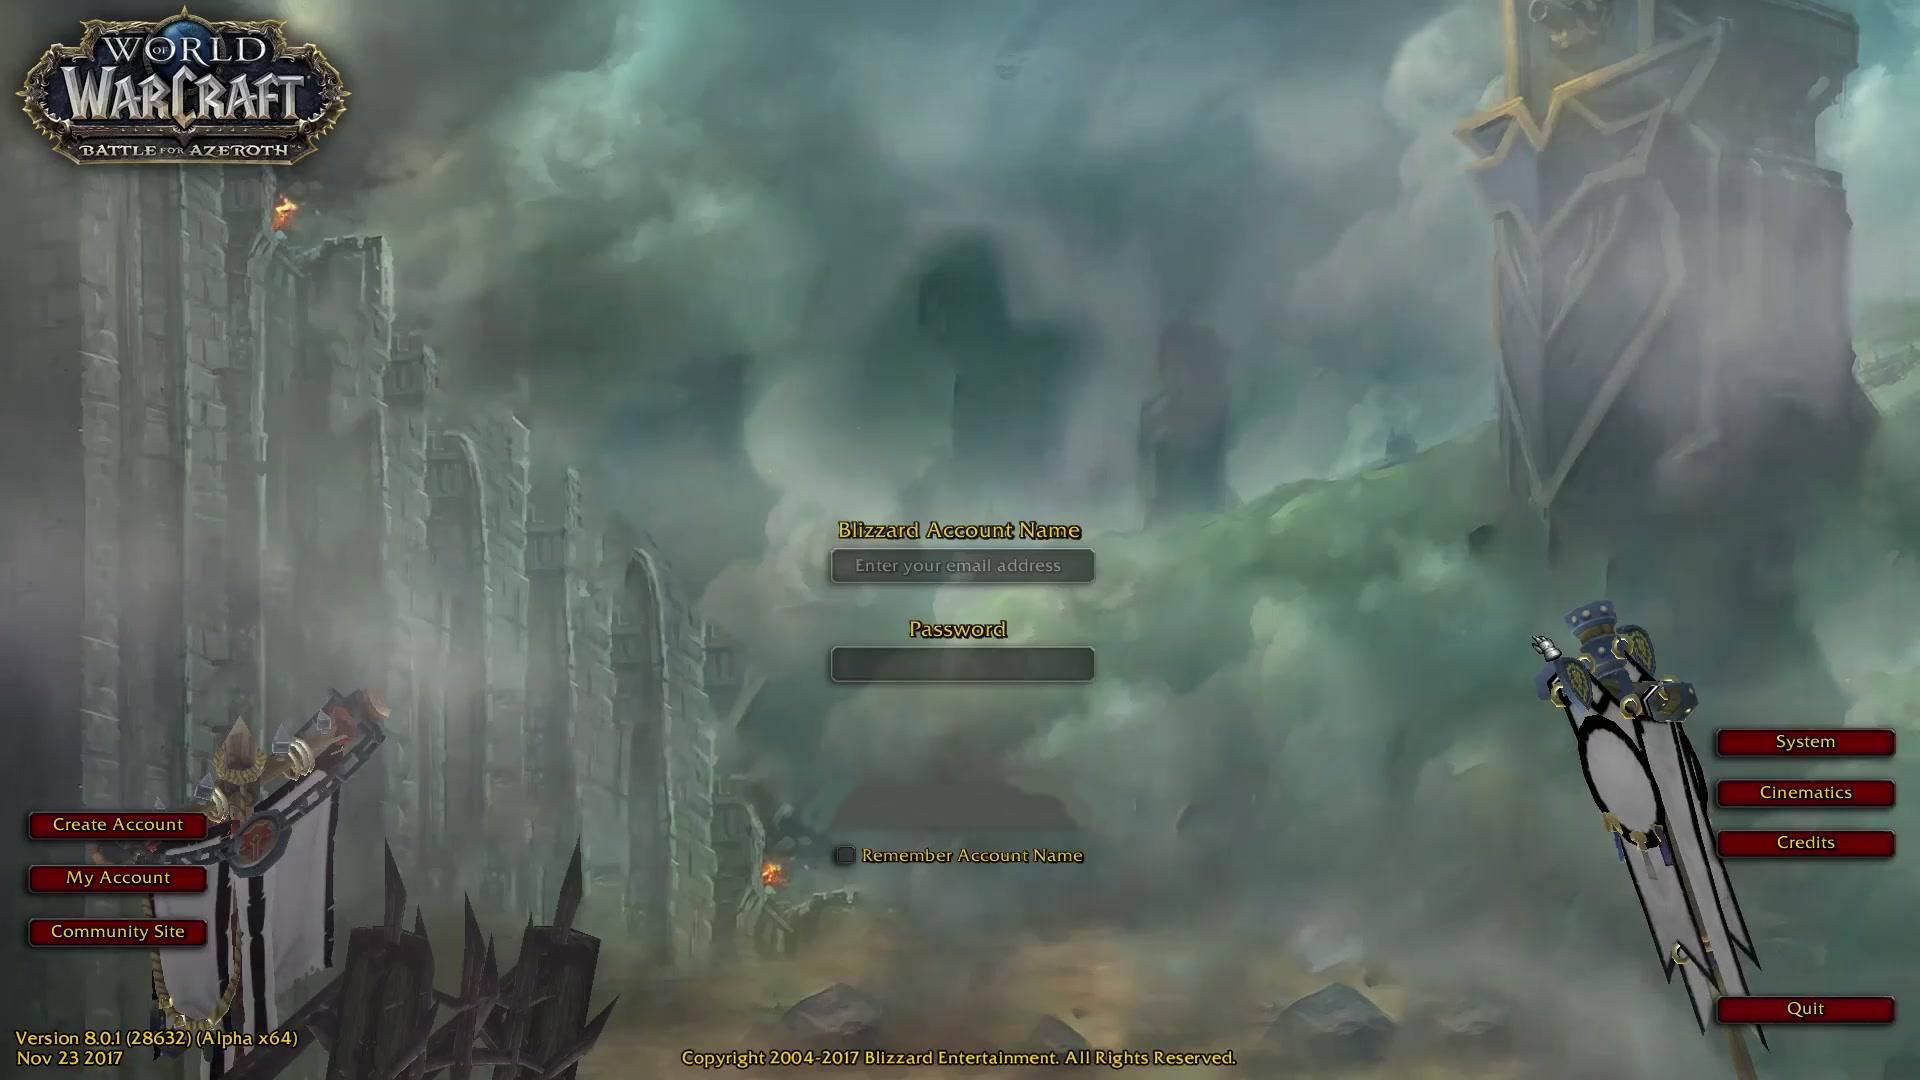 WORLD OF WARCRAFT
BATTLE FOR AZEROTH
Blizzard Account Name
Enter your email address
Password
System
Cinematics
Credits
Create Account
My Account
Community Site
Remember Account Name
Quit
Version 8.0.1 (28632) (Alpha x64)
Nov 23 2017
Copyright 2004-2017 Blizzard Entertainment. All Rights Reserved.